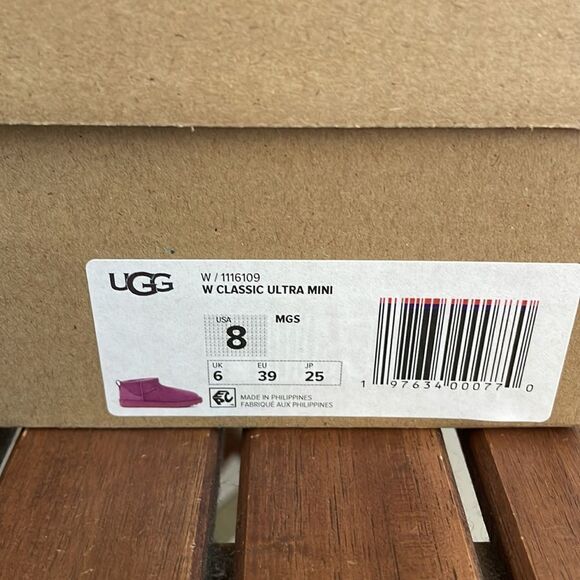 UGG
W / 1116109
W CLASSIC ULTRA MINI
USA
8
MGS
UK EU JP
6 39 25
MADE IN PHILIPPINES
FABRIQUÉ AUX PHILIPPINES
1 97634 00077 0